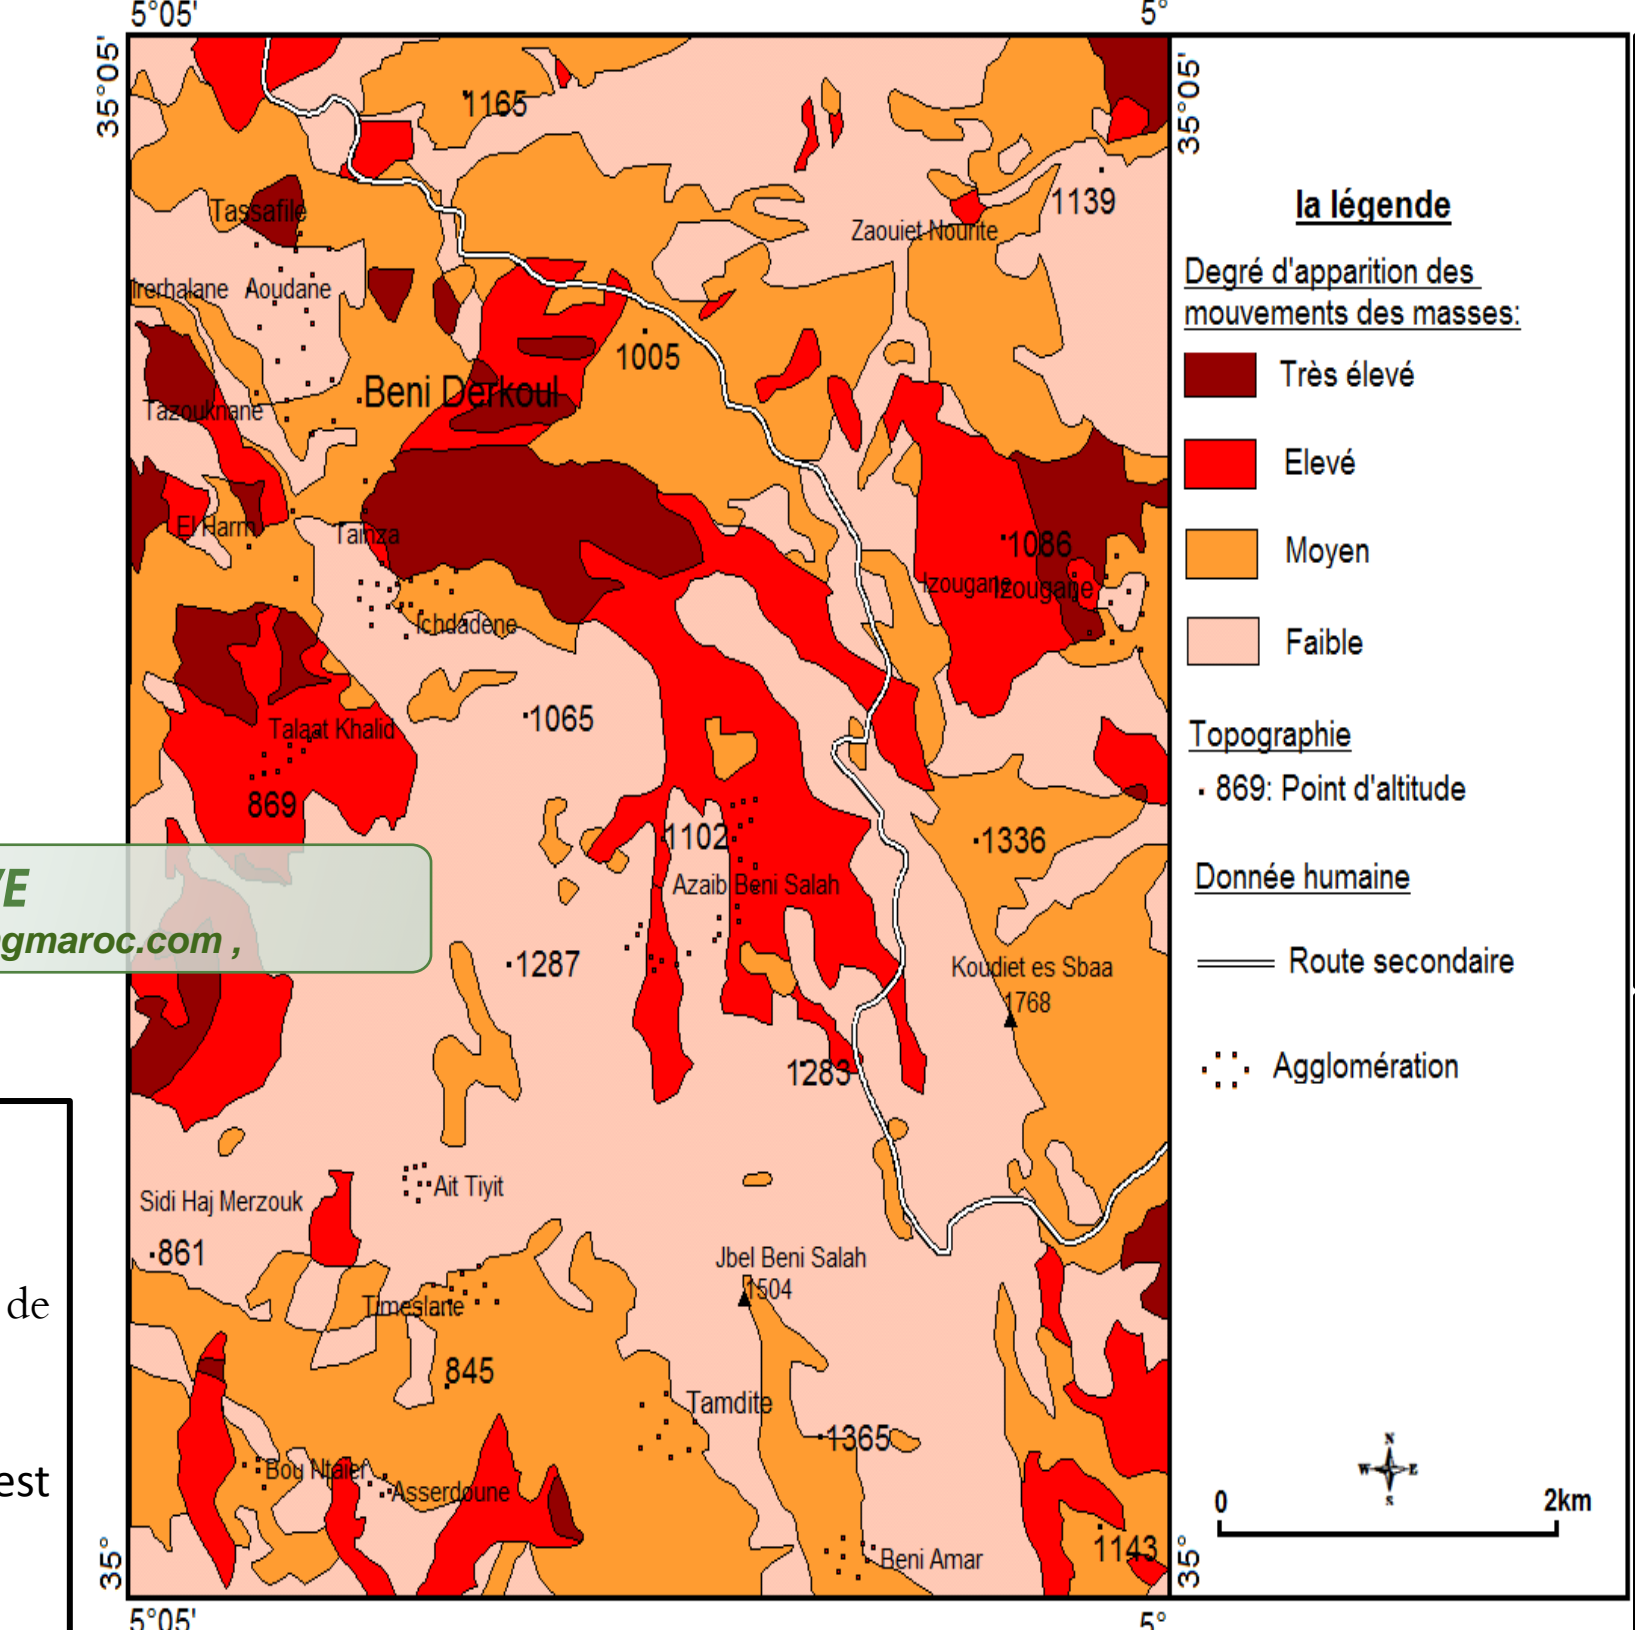 5°05'
5°
35°05'
35°05'
1165
1139
Tassafile
Zaouiet Nourite
Irerhalane
Aoudane
1005
Beni Derkoul
Tazouknane
El Harm
Tainza
1086
Izougane
Izougane
Ichdadene
1065
Talaat Khalid
869
1102
1336
Azaib Beni Salah
VE
ngmaroc.com ,
1287
Koudiet es Sbaa
1768
1283
Ait Tiyit
Sidi Haj Merzouk
861
Jbel Beni Salah
1504
Timeslane
845
Tamdite
1365
Bou Ntaler
Asserdoune
1143
Beni Amar
35°
35°
5°05'
5°
de
est
la légende
Degré d'apparition des
mouvements des masses:
Très élevé
Elevé
Moyen
Faible
Topographie
869: Point d'altitude
Donnée humaine
Route secondaire
Agglomération
N
W E
S
0 2km